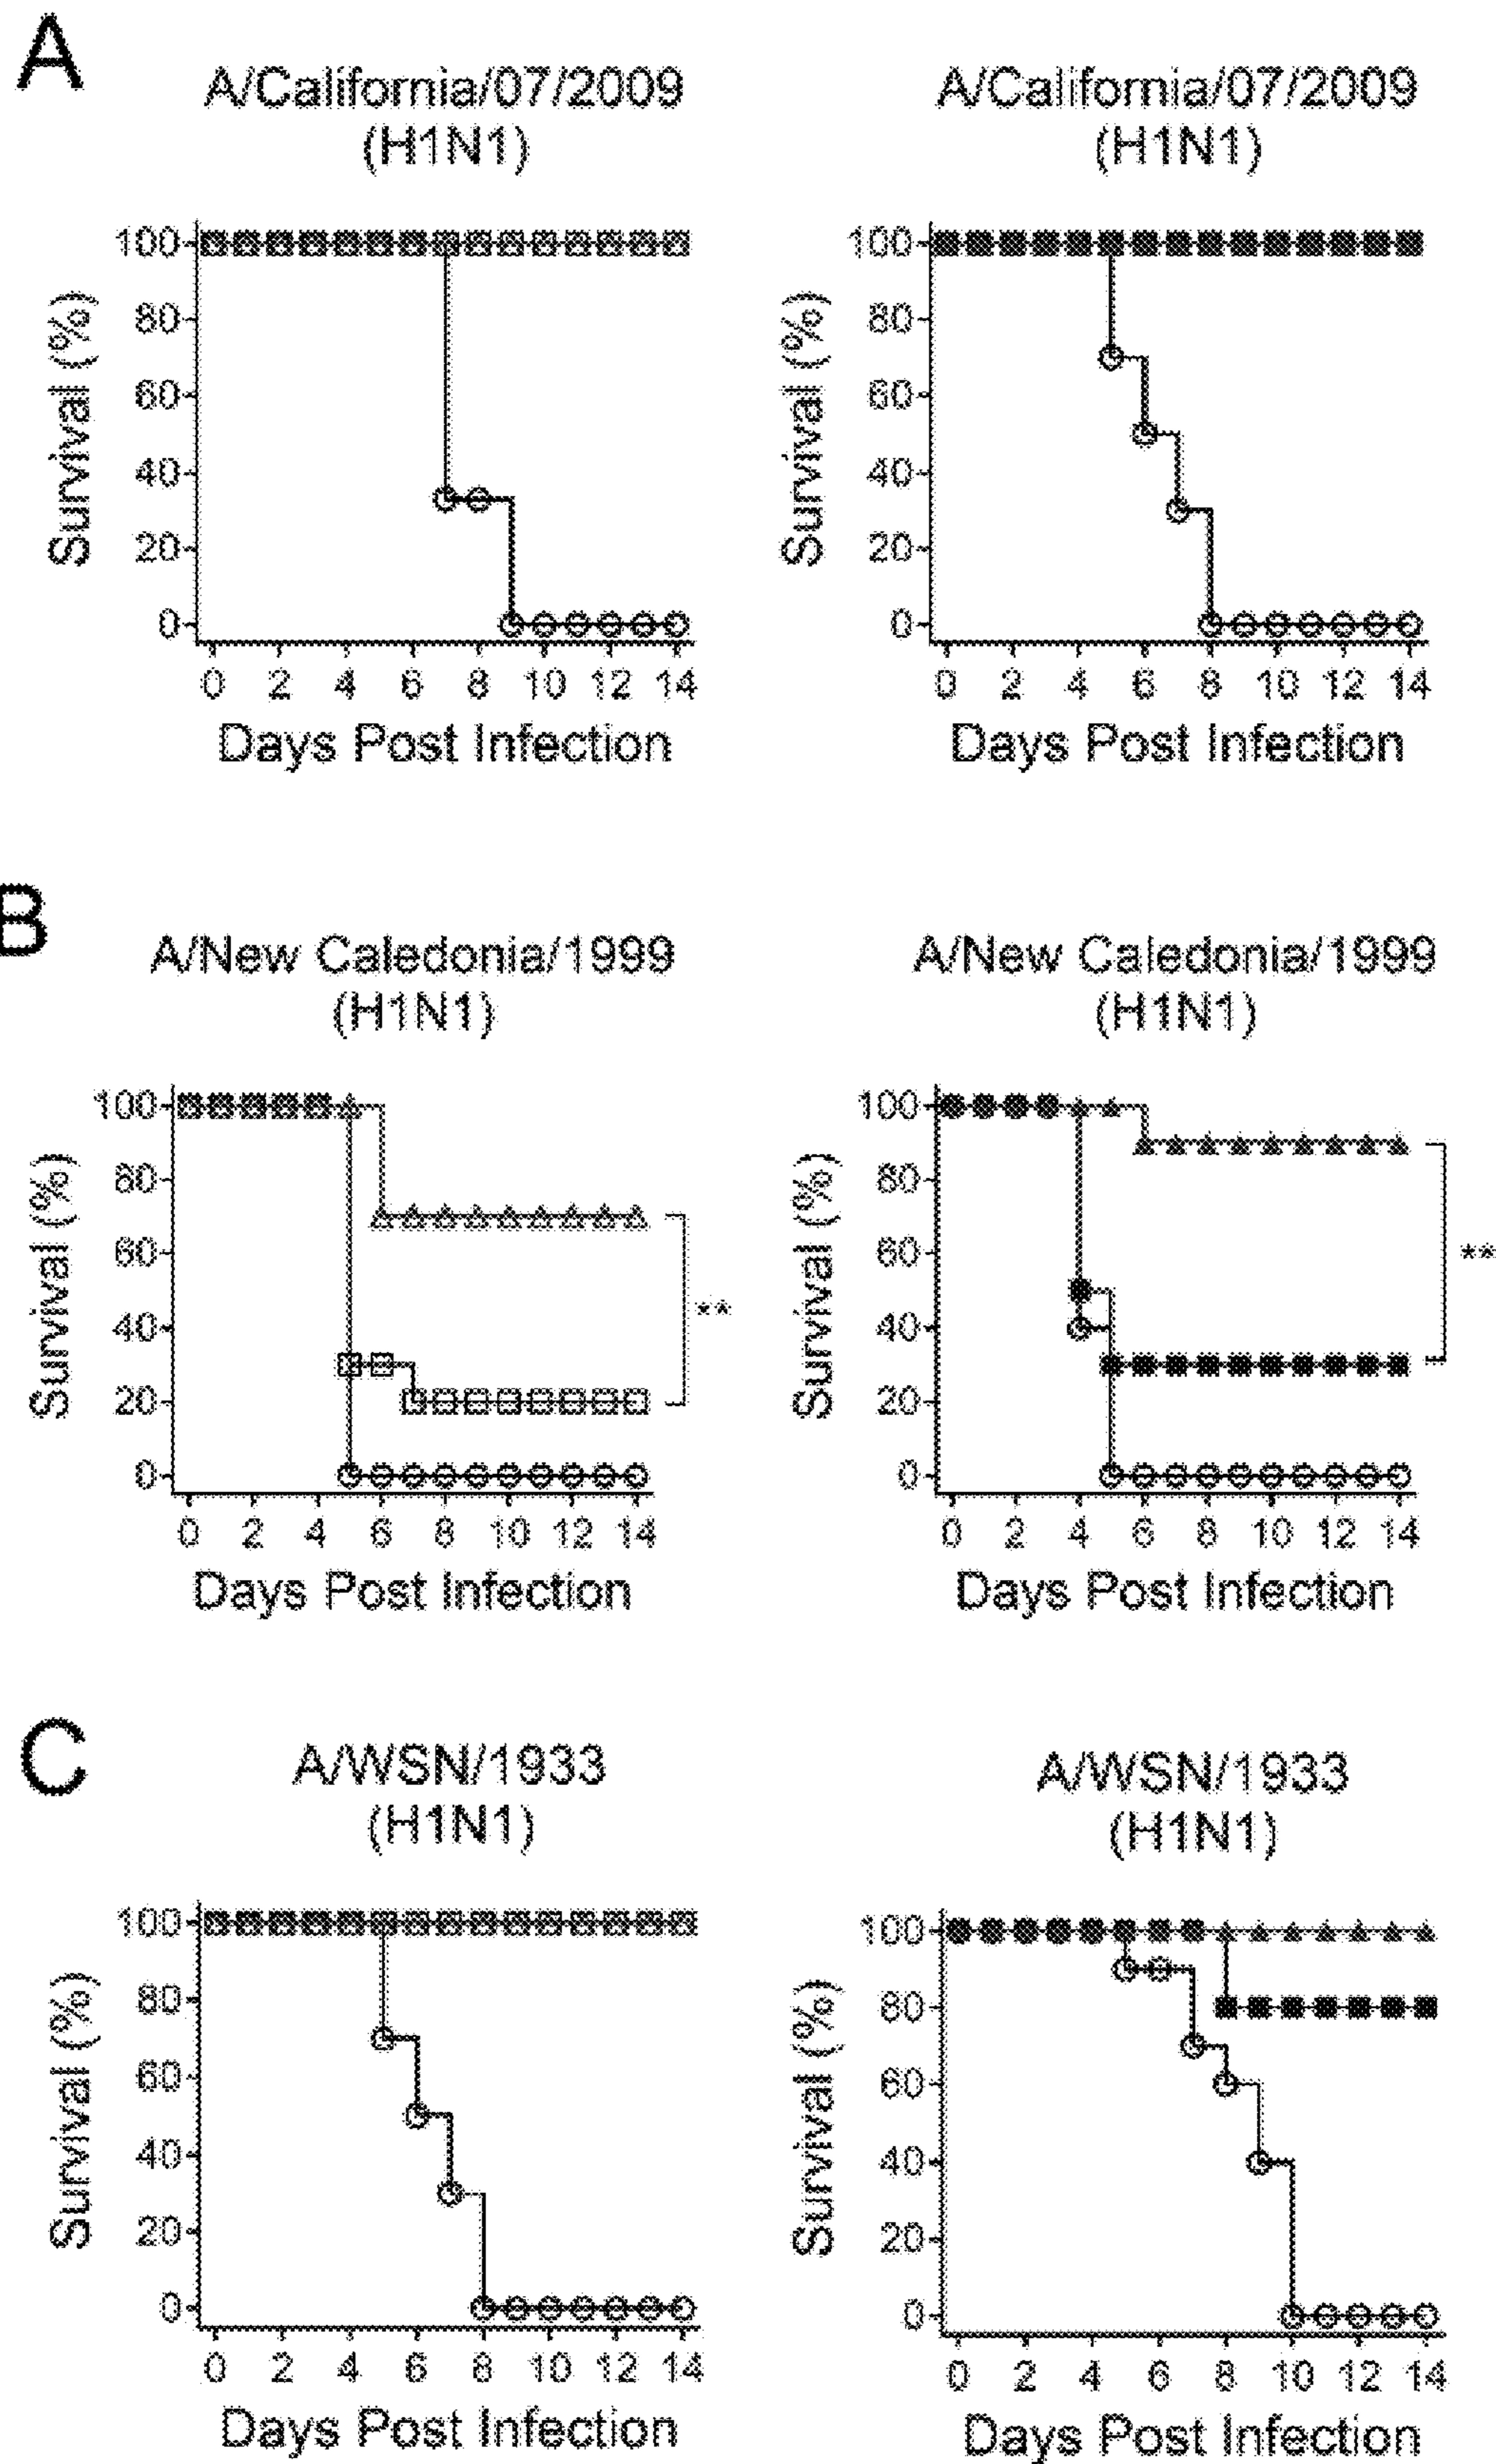 A
A/California/07/2009
(H1N1)
A/California/07/2009
(H1N1)
Survival (%)
100
80
60
40
20
0
0 2 4 6 8 10 12 14
Days Post Infection
Survival (%)
100
80
60
40
20
0
0 2 4 6 8 10 12 14
Days Post Infection
B
A/New Caledonia/1999
(H1N1)
A/New Caledonia/1999
(H1N1)
Survival (%)
100
80
60
40
20
0
**
0 2 4 6 8 10 12 14
Days Post Infection
Survival (%)
100
80
60
40
20
0
**
0 2 4 6 8 10 12 14
Days Post Infection
C
A/WSN/1933
(H1N1)
A/WSN/1933
(H1N1)
Survival (%)
100
80
60
40
20
0
0 2 4 6 8 10 12 14
Days Post Infection
Survival (%)
100
80
60
40
20
0
0 2 4 6 8 10 12 14
Days Post Infection